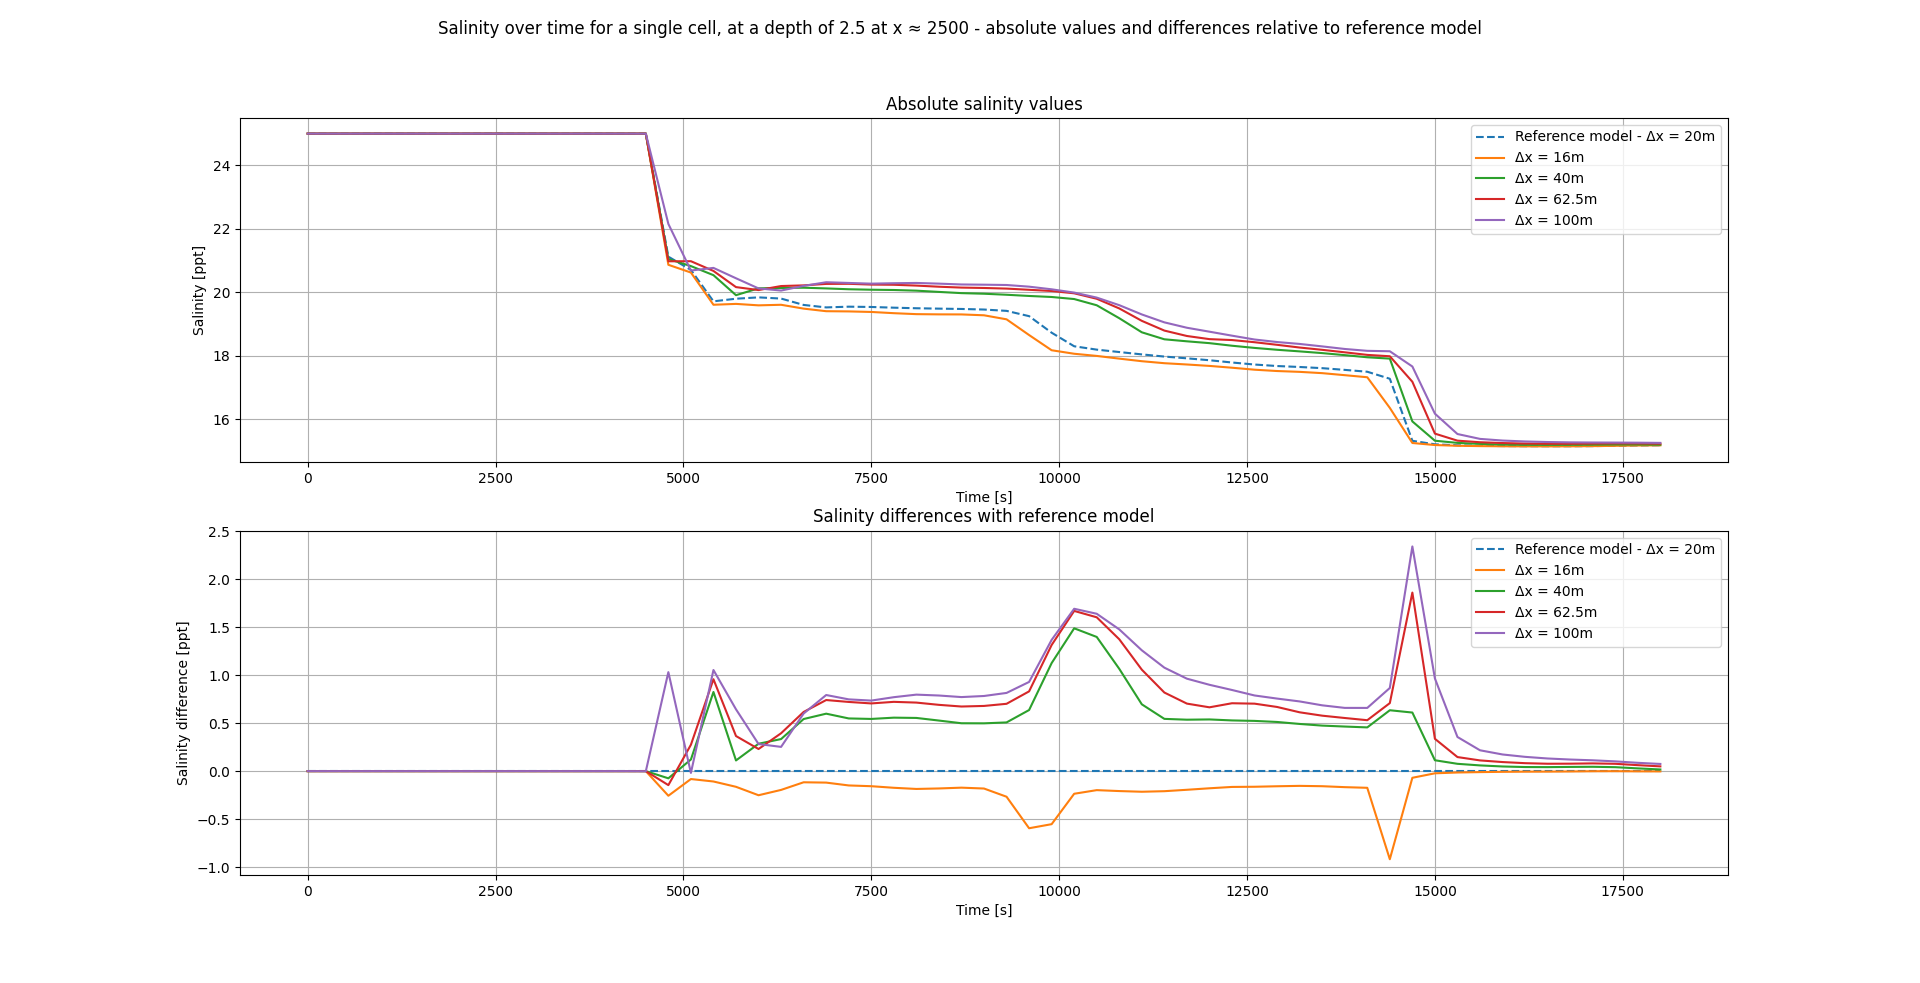 Salinity over time for a single cell, at a depth of 2.5 at x ≈ 2500 - absolute values and differences relative to reference model
Absolute salinity values
Salinity [ppt]
24
22
20
18
16
Reference model - Δx = 20m
Δx = 16m
Δx = 40m
Δx = 62.5m
Δx = 100m
0 2500 5000 7500 10000 12500 15000 17500
Time [s]
Salinity differences with reference model
Salinity difference [ppt]
2.5
2.0
1.5
1.0
0.5
0.0
−0.5
−1.0
Reference model - Δx = 20m
Δx = 16m
Δx = 40m
Δx = 62.5m
Δx = 100m
0 2500 5000 7500 10000 12500 15000 17500
Time [s]